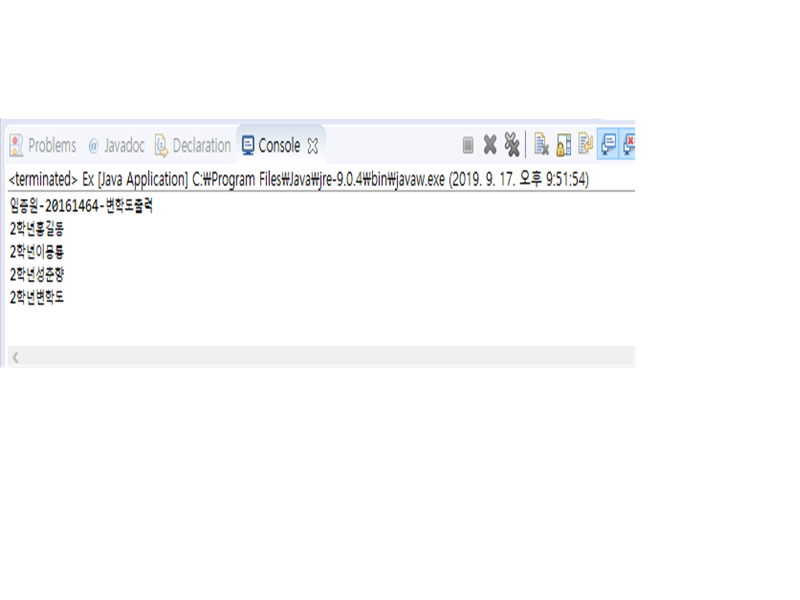 Problems @ Javadoc Declaration Console
<terminated> Ex [Java Application] C:₩Program Files₩Java₩jre-9.0.4₩bin₩javaw.exe (2019. 9. 17. 오후 9:51:54)
임종원-20161464-변학도출력
2학년홍길동
2학년이몽룡
2학년성춘향
2학년변학도